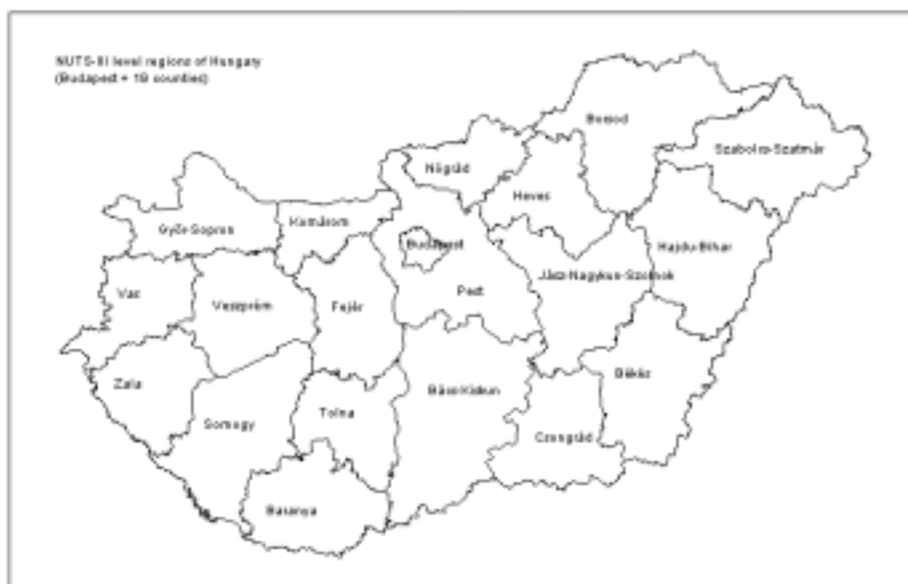 NUTS-III level regions of Hungary
(Budapest + 19 counties)
Borsod
Szabolcs-Szatmár
Nógrád
Heves
Győr-Sopron
Komárom
Budapest
Hajdu-Bihar
Jász-Nagykun-Szolnok
Vas
Veszprém
Fejér
Pest
Zala
Somogy
Tolna
Bács-Kiskun
Békés
Csongrád
Baranya